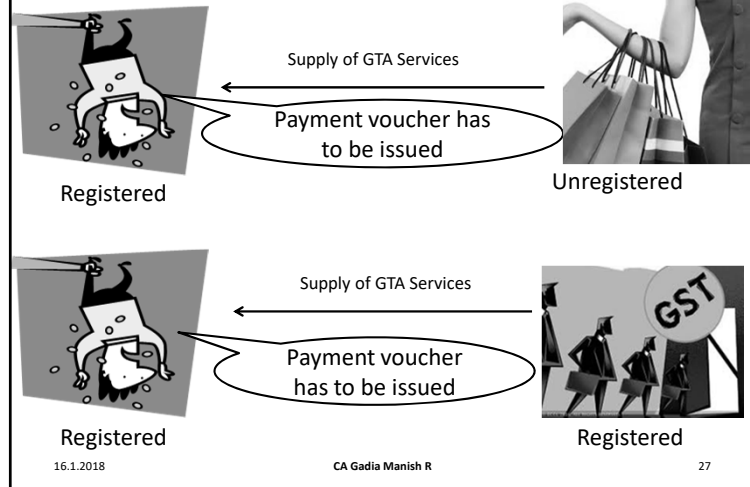 Supply of GTA Services
Payment voucher has
to be issued
Registered
Unregistered
Supply of GTA Services
GST
Payment voucher
has to be issued
Registered
Registered
16.1.2018
CA Gadia Manish R
27